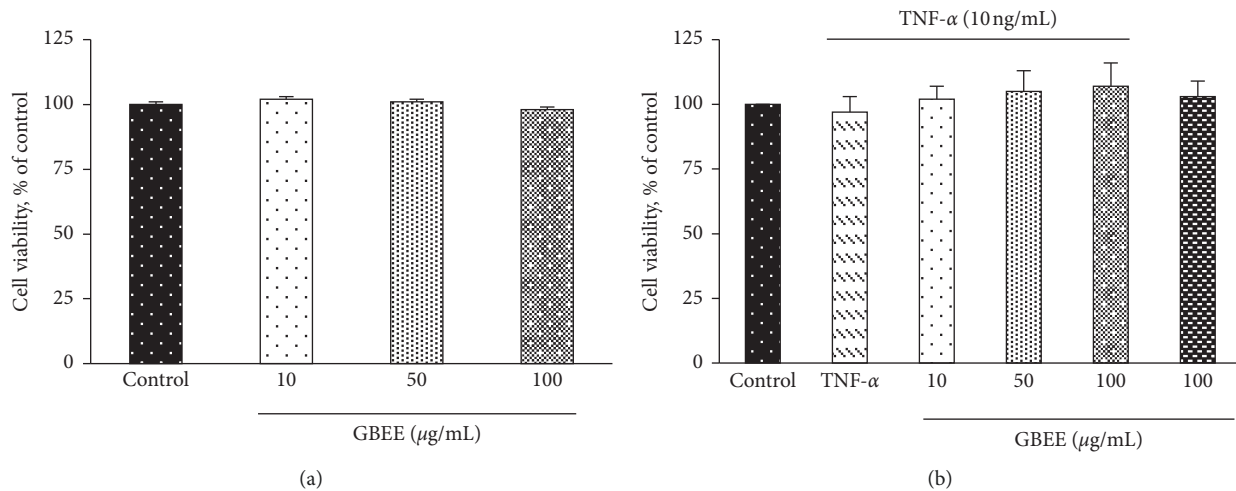 125
100
75
50
25
0
Cell viability, % of control
Control
10
50
100
GBEE (μg/mL)
(a)
TNF-α (10 ng/mL)
125
100
75
50
25
0
Cell viability, % of control
Control
TNF-α
10
50
100
100
GBEE (μg/mL)
(b)